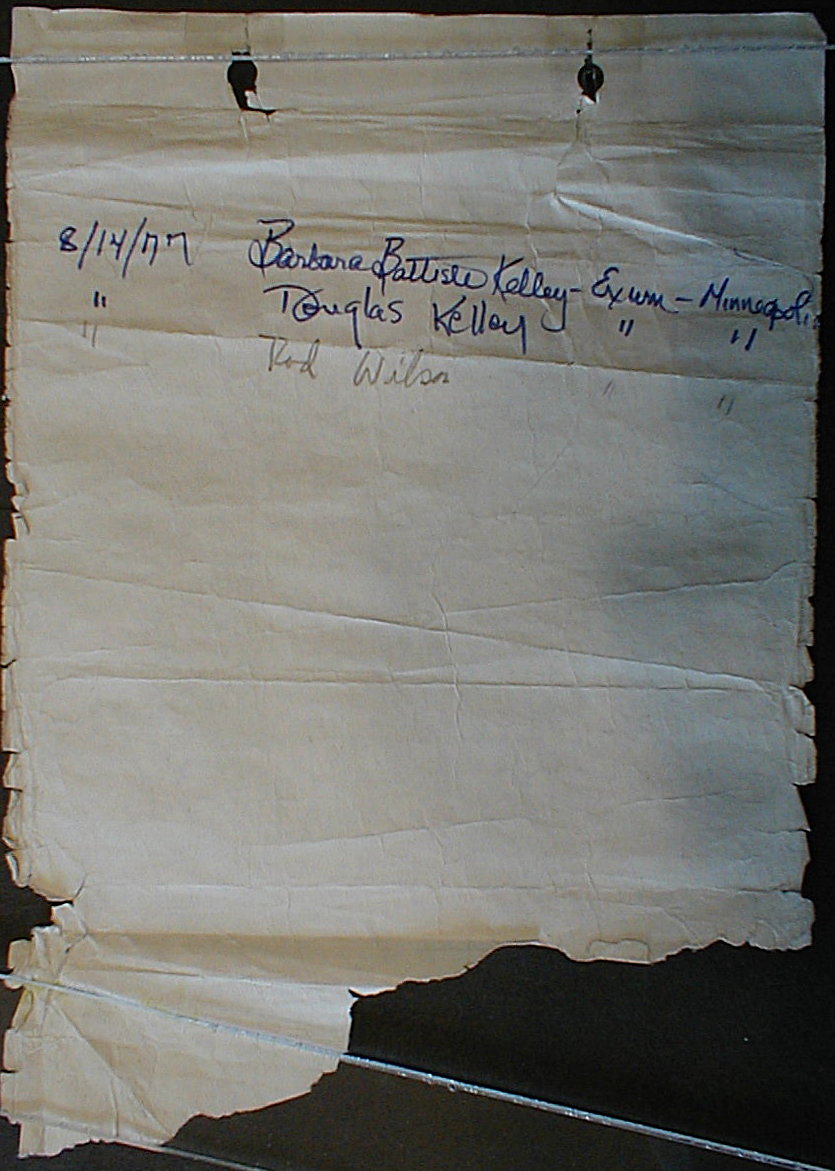 8/14/77 Barbara Battiste Kelley - Exum - Minneapolis
" Douglas Kelley " "
" Rod Wilson " "